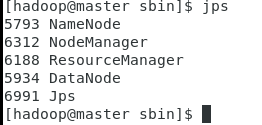 [hadoop@master sbin]$ jps
5793 NameNode
6312 NodeManager
6188 ResourceManager
5934 DataNode
6991 Jps
[hadoop@master sbin]$